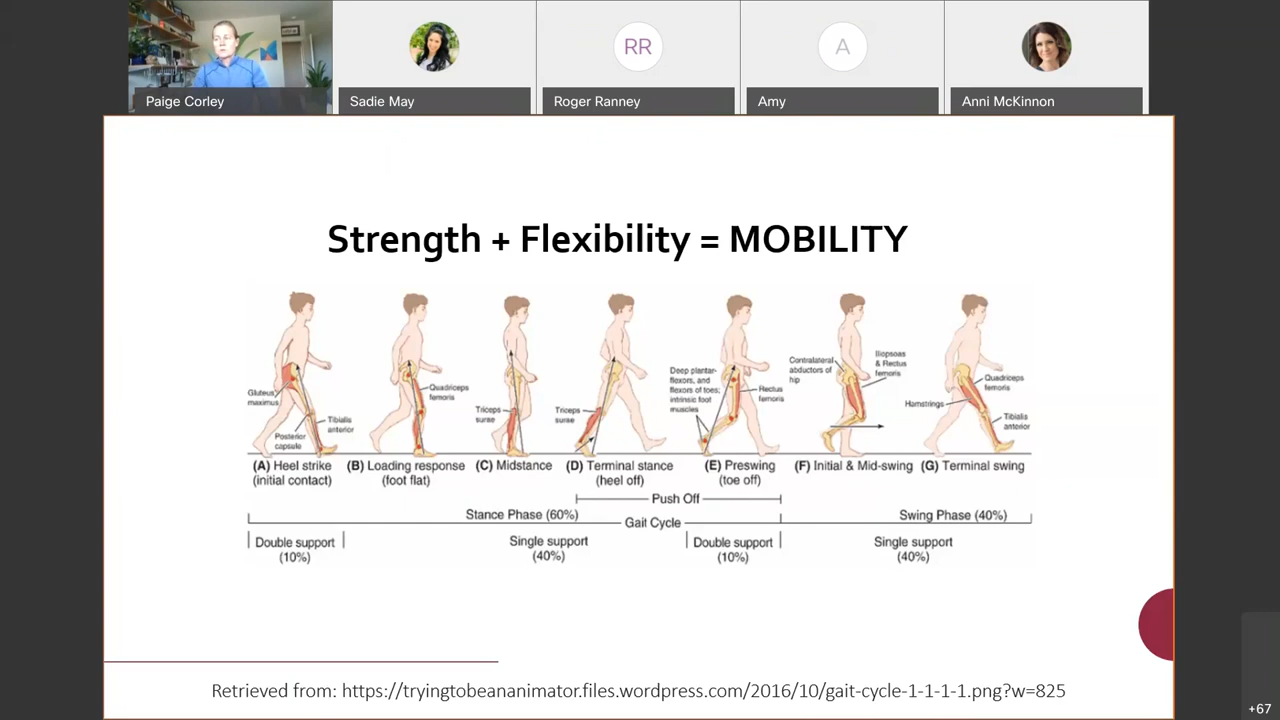 Paige Corley
Sadie May
RR
Roger Ranney
A
Amy
Anni McKinnon
Strength + Flexibility = MOBILITY
Gluteus
maximus
Posterior
capsule
Tibialis
anterior
Quadriceps
femoris
Triceps
surae
Triceps
surae
Deep plantar-
flexors, and
flexors of toes;
intrinsic foot
muscles
Rectus
femoris
Contralateral
abductors of
hip
Iliopsoas
& Rectus
femoris
Hamstrings
Quadriceps
femoris
Tibialis
anterior
(A) Heel strike
(initial contact)
(B) Loading response
(foot flat)
(C) Midstance
(D) Terminal stance
(heel off)
(E) Preswing
(toe off)
(F) Initial & Mid-swing
(G) Terminal swing
Push Off
Stance Phase (60%)
Gait Cycle
Swing Phase (40%)
Double support
(10%)
Single support
(40%)
Double support
(10%)
Single support
(40%)
Retrieved from: https://tryingtobeananimator.files.wordpress.com/2016/10/gait-cycle-1-1-1-1.png?w=825
+67